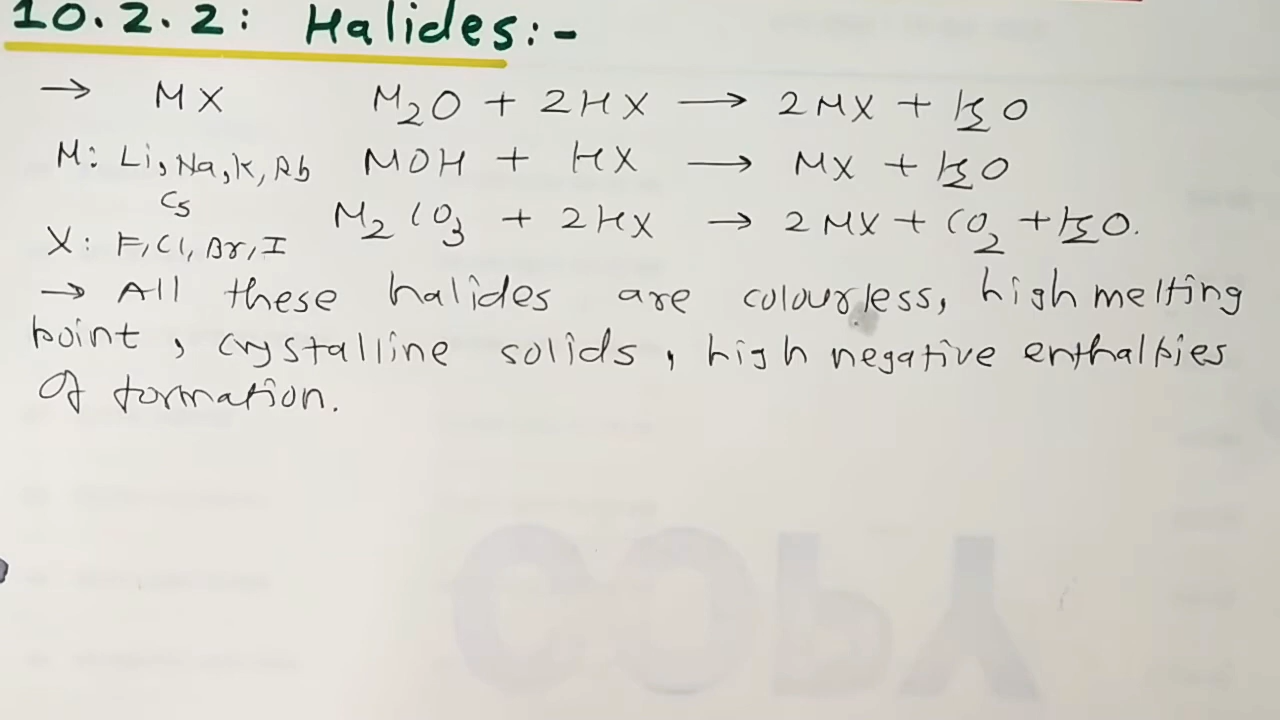 10.2.2: Halides:-
→ MX M₂O + 2HX → 2MX + H₂O
M: Li, Na, K, Rb MOH + HX → MX + H₂O
Cs M₂CO₃ + 2HX → 2MX + CO₂ + H₂O.
X: F, Cl, Br, I
→ All these halides are colourless, high melting
point, crystalline solids, high negative enthalpies
of formation.